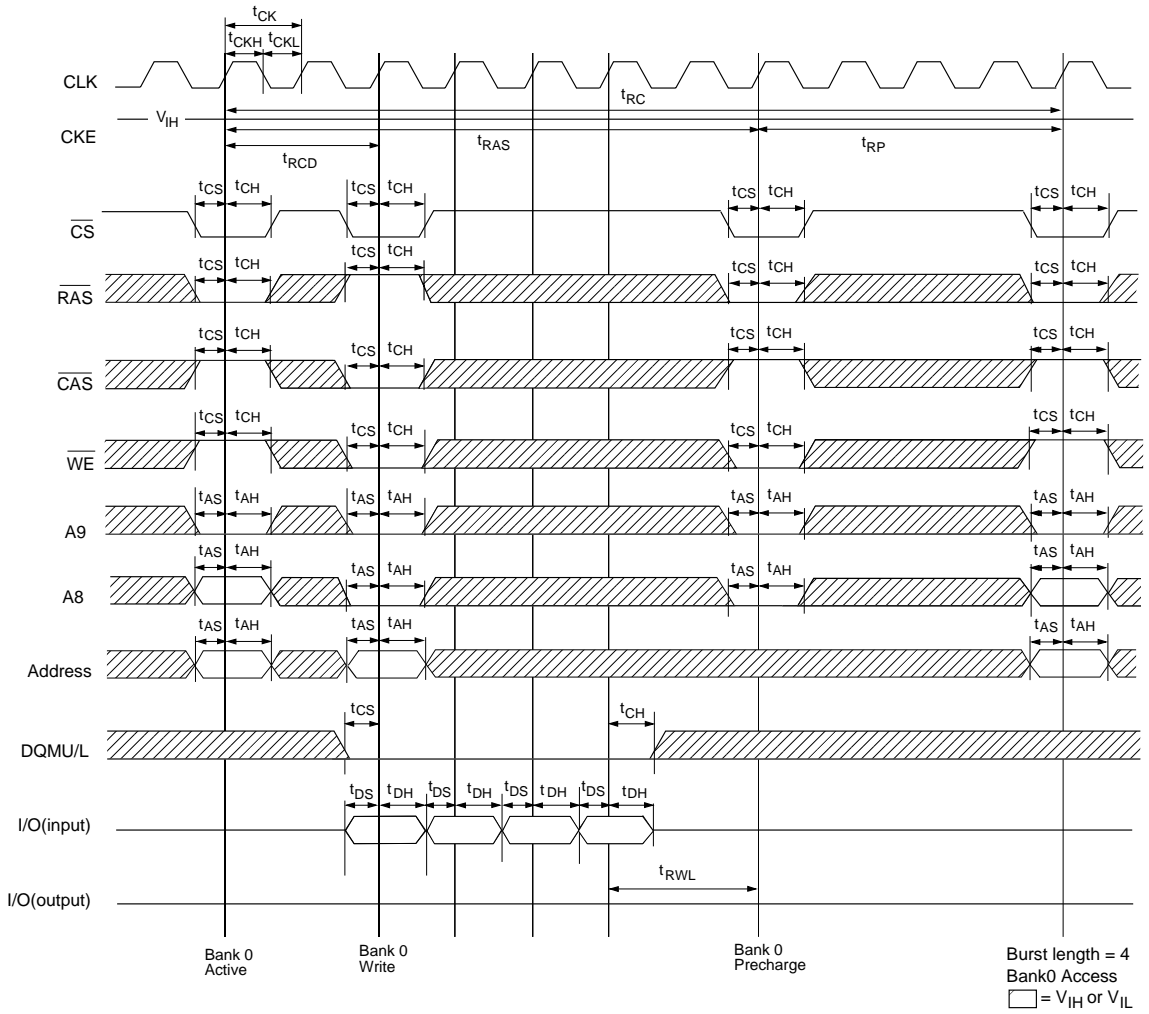 tCK
tCKH tCKL
CLK
tRC
VIH
CKE
tRAS tRP
tRCD
tCS tCH tCS tCH tCS tCH tCS tCH
CS
tCS tCH tCS tCH tCS tCH tCS tCH
RAS
tCS tCH tCS tCH tCS tCH tCS tCH
CAS
tCS tCH tCS tCH tCS tCH tCS tCH
WE
tAS tAH tAS tAH tAS tAH tAS tAH
A9
tAS tAH tAS tAH tAS tAH tAS tAH
A8
tAS tAH tAS tAH tAS tAH
Address
tCS tCH
DQMU/L
tDS tDH tDS tDH tDS tDH tDS tDH
I/O(input)
tRWL
I/O(output)
Bank 0
Active
Bank 0
Write
Bank 0
Precharge
Burst length = 4
Bank0 Access
= VIH or VIL